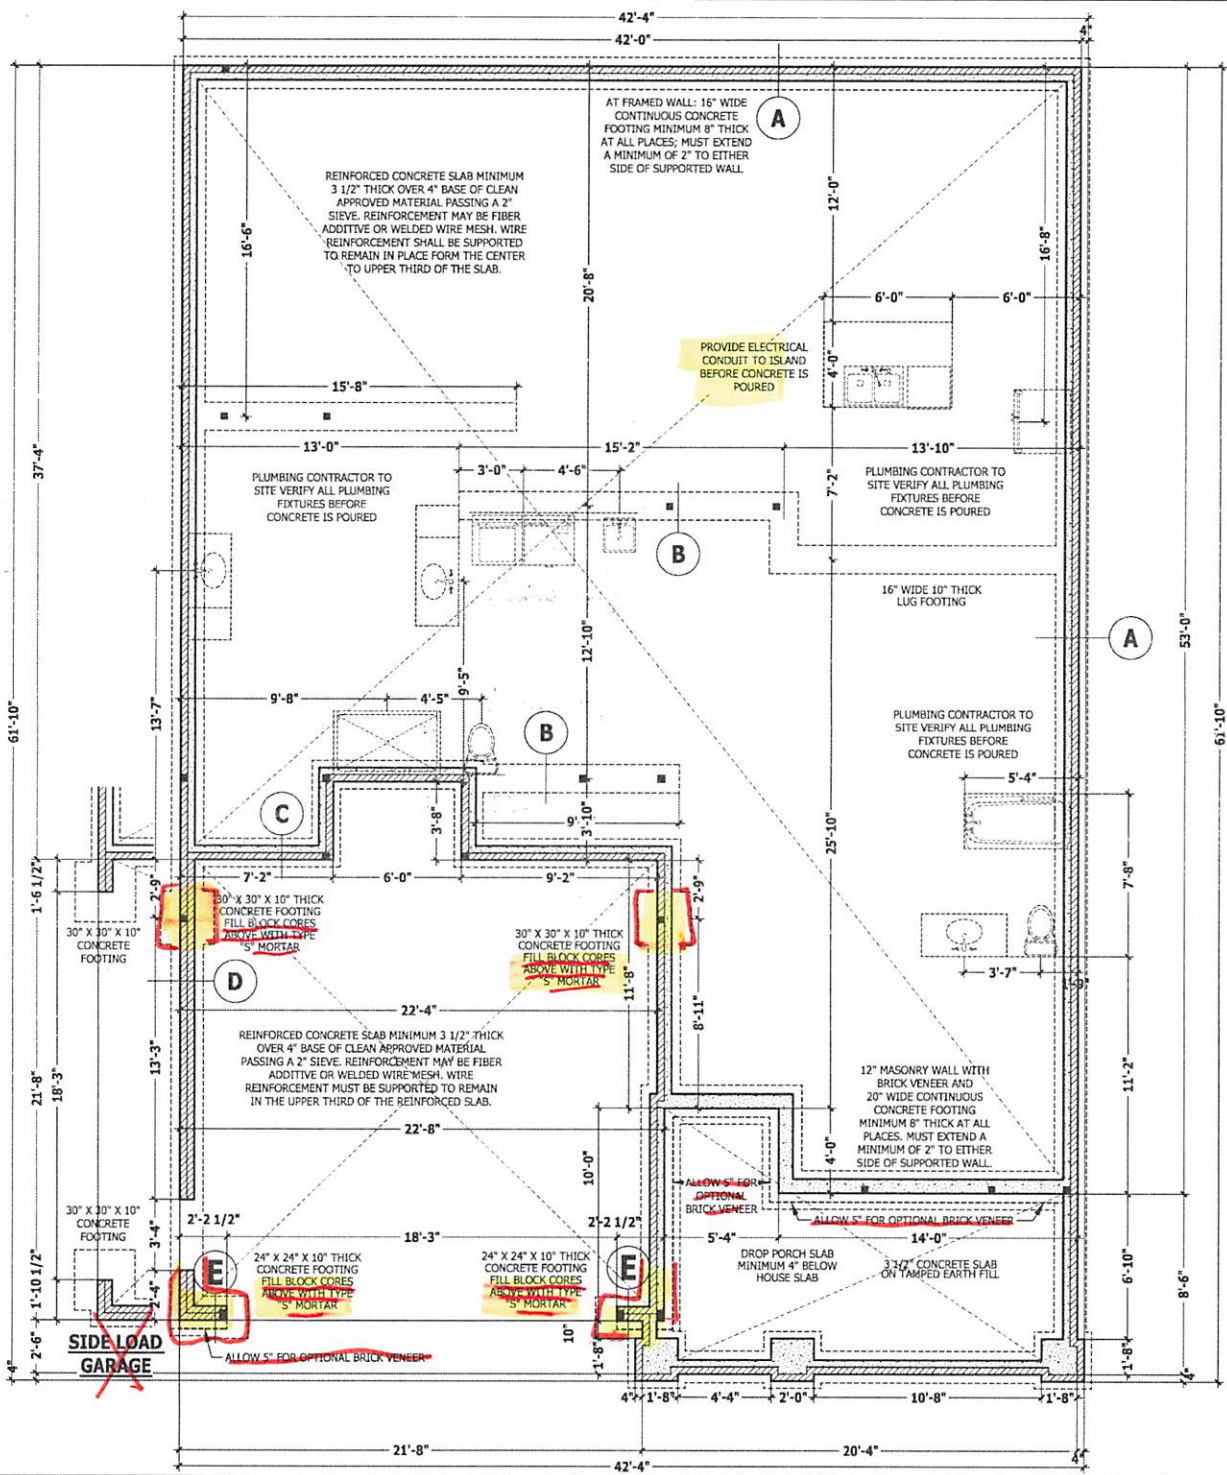 42'-4"
4"
42'-0"
AT FRAMED WALL: 16" WIDE
CONTINUOUS CONCRETE
FOOTING MINIMUM 8" THICK
AT ALL PLACES; MUST EXTEND
A MINIMUM OF 2" TO EITHER
SIDE OF SUPPORTED WALL
A
REINFORCED CONCRETE SLAB MINIMUM
3 1/2" THICK OVER 4" BASE OF CLEAN
APPROVED MATERIAL PASSING A 2"
SIEVE. REINFORCEMENT MAY BE FIBER
ADDITIVE OR WELDED WIRE MESH. WIRE
REINFORCEMENT SHALL BE SUPPORTED
TO REMAIN IN PLACE FORM THE CENTER
TO UPPER THIRD OF THE SLAB.
16'-6"
12'-0"
16'-8"
20'-8"
6'-0"
6'-0"
PROVIDE ELECTRICAL
CONDUIT TO ISLAND
BEFORE CONCRETE IS
POURED
4'-0"
15'-8"
37'-4"
13'-0"
15'-2"
13'-10"
3'-0"
4'-6"
7'-2"
PLUMBING CONTRACTOR TO
SITE VERIFY ALL PLUMBING
FIXTURES BEFORE
CONCRETE IS POURED
PLUMBING CONTRACTOR TO
SITE VERIFY ALL PLUMBING
FIXTURES BEFORE
CONCRETE IS POURED
B
16" WIDE 10" THICK
LUG FOOTING
A
53'-0"
12'-10"
9'-5"
13'-7"
9'-8"
4'-5"
61'-10"
61'-10"
B
PLUMBING CONTRACTOR TO
SITE VERIFY ALL PLUMBING
FIXTURES BEFORE
CONCRETE IS POURED
5'-4"
C
3'-8"
9'-
3'-10"
25'-10"
7'-8"
1'-6 1/2"
2'-9"
7'-2"
6'-0"
9'-2"
2'-9"
30" X 30" X 10" THICK
CONCRETE FOOTING
FILL BLOCK CORES
ABOVE WITH TYPE
"S" MORTAR
30" X 30" X 10"
CONCRETE
FOOTING
30" X 30" X 10" THICK
CONCRETE FOOTING
FILL BLOCK CORES
ABOVE WITH TYPE
"S" MORTAR
11'-8"
D
3'-7"
1'-9"
22'-4"
8'-11"
REINFORCED CONCRETE SLAB MINIMUM 3 1/2" THICK
OVER 4" BASE OF CLEAN APPROVED MATERIAL
PASSING A 2" SIEVE. REINFORCEMENT MAY BE FIBER
ADDITIVE OR WELDED WIRE MESH. WIRE
REINFORCEMENT MUST BE SUPPORTED TO REMAIN
IN THE UPPER THIRD OF THE REINFORCED SLAB.
13'-3"
18'-3"
21'-8"
12" MASONRY WALL WITH
BRICK VENEER AND
20" WIDE CONTINUOUS
CONCRETE FOOTING
MINIMUM 8" THICK AT ALL
PLACES. MUST EXTEND A
MINIMUM OF 2" TO EITHER
SIDE OF SUPPORTED WALL.
11'-2"
22'-8"
10'-0"
4'-0"
ALLOW 5" FOR
OPTIONAL
BRICK VENEER
ALLOW 5" FOR OPTIONAL BRICK VENEER
30" X 30" X 10"
CONCRETE
FOOTING
3'-4"
2'-2 1/2"
18'-3"
2'-2 1/2"
5'-4"
14'-0"
E
24" X 24" X 10" THICK
CONCRETE FOOTING
FILL BLOCK CORES
ABOVE WITH TYPE
"S" MORTAR
24" X 24" X 10" THICK
CONCRETE FOOTING
FILL BLOCK CORES
ABOVE WITH TYPE
"S" MORTAR
E
DROP PORCH SLAB
MINIMUM 4" BELOW
HOUSE SLAB
3 1/2" CONCRETE SLAB
ON TAMPED EARTH FILL
6'-10"
8'-6"
1'-10 1/2"
2'-4"
2'-6"
4"
SIDE LOAD
GARAGE
ALLOW 5" FOR OPTIONAL BRICK VENEER
10"
1'-8"
1'-8"
4"
4"
1'-8"
4'-4"
2'-0"
10'-8"
1'-8"
21'-8"
20'-4"
4"
42'-4"